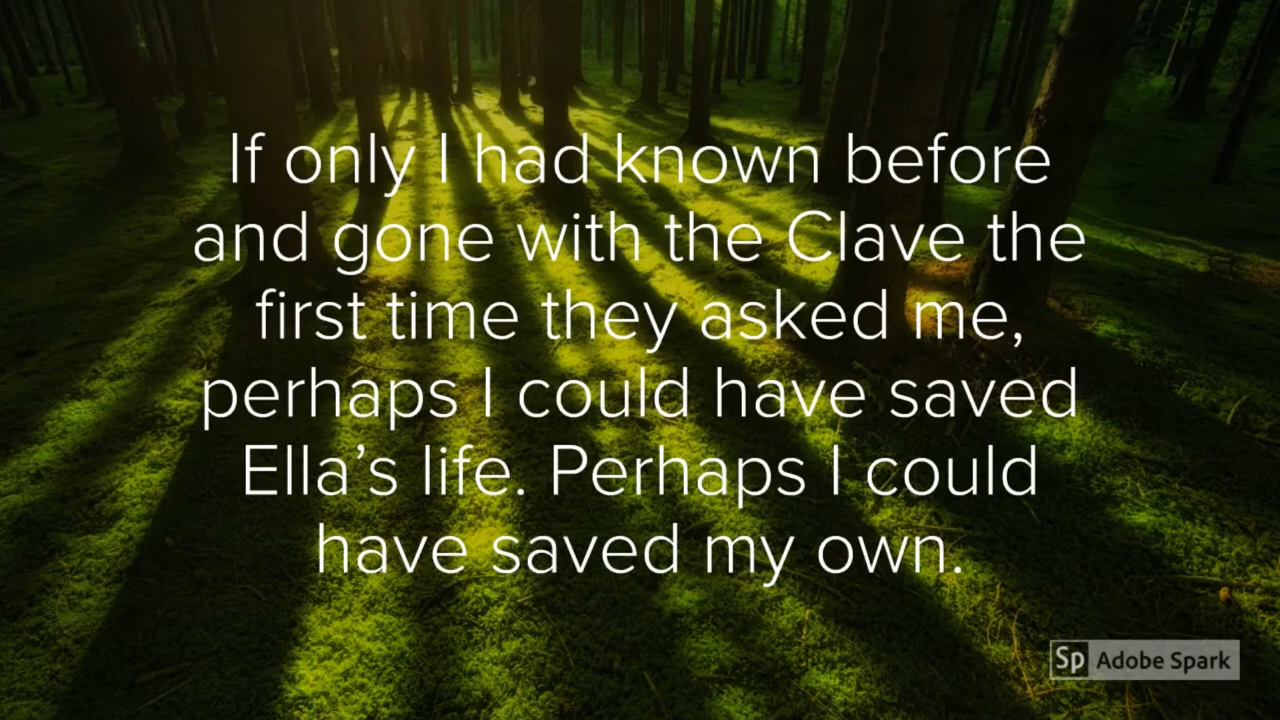 If only I had known before
and gone with the Clave the
first time they asked me,
perhaps I could have saved
Ella’s life. Perhaps I could
have saved my own.
Sp Adobe Spark